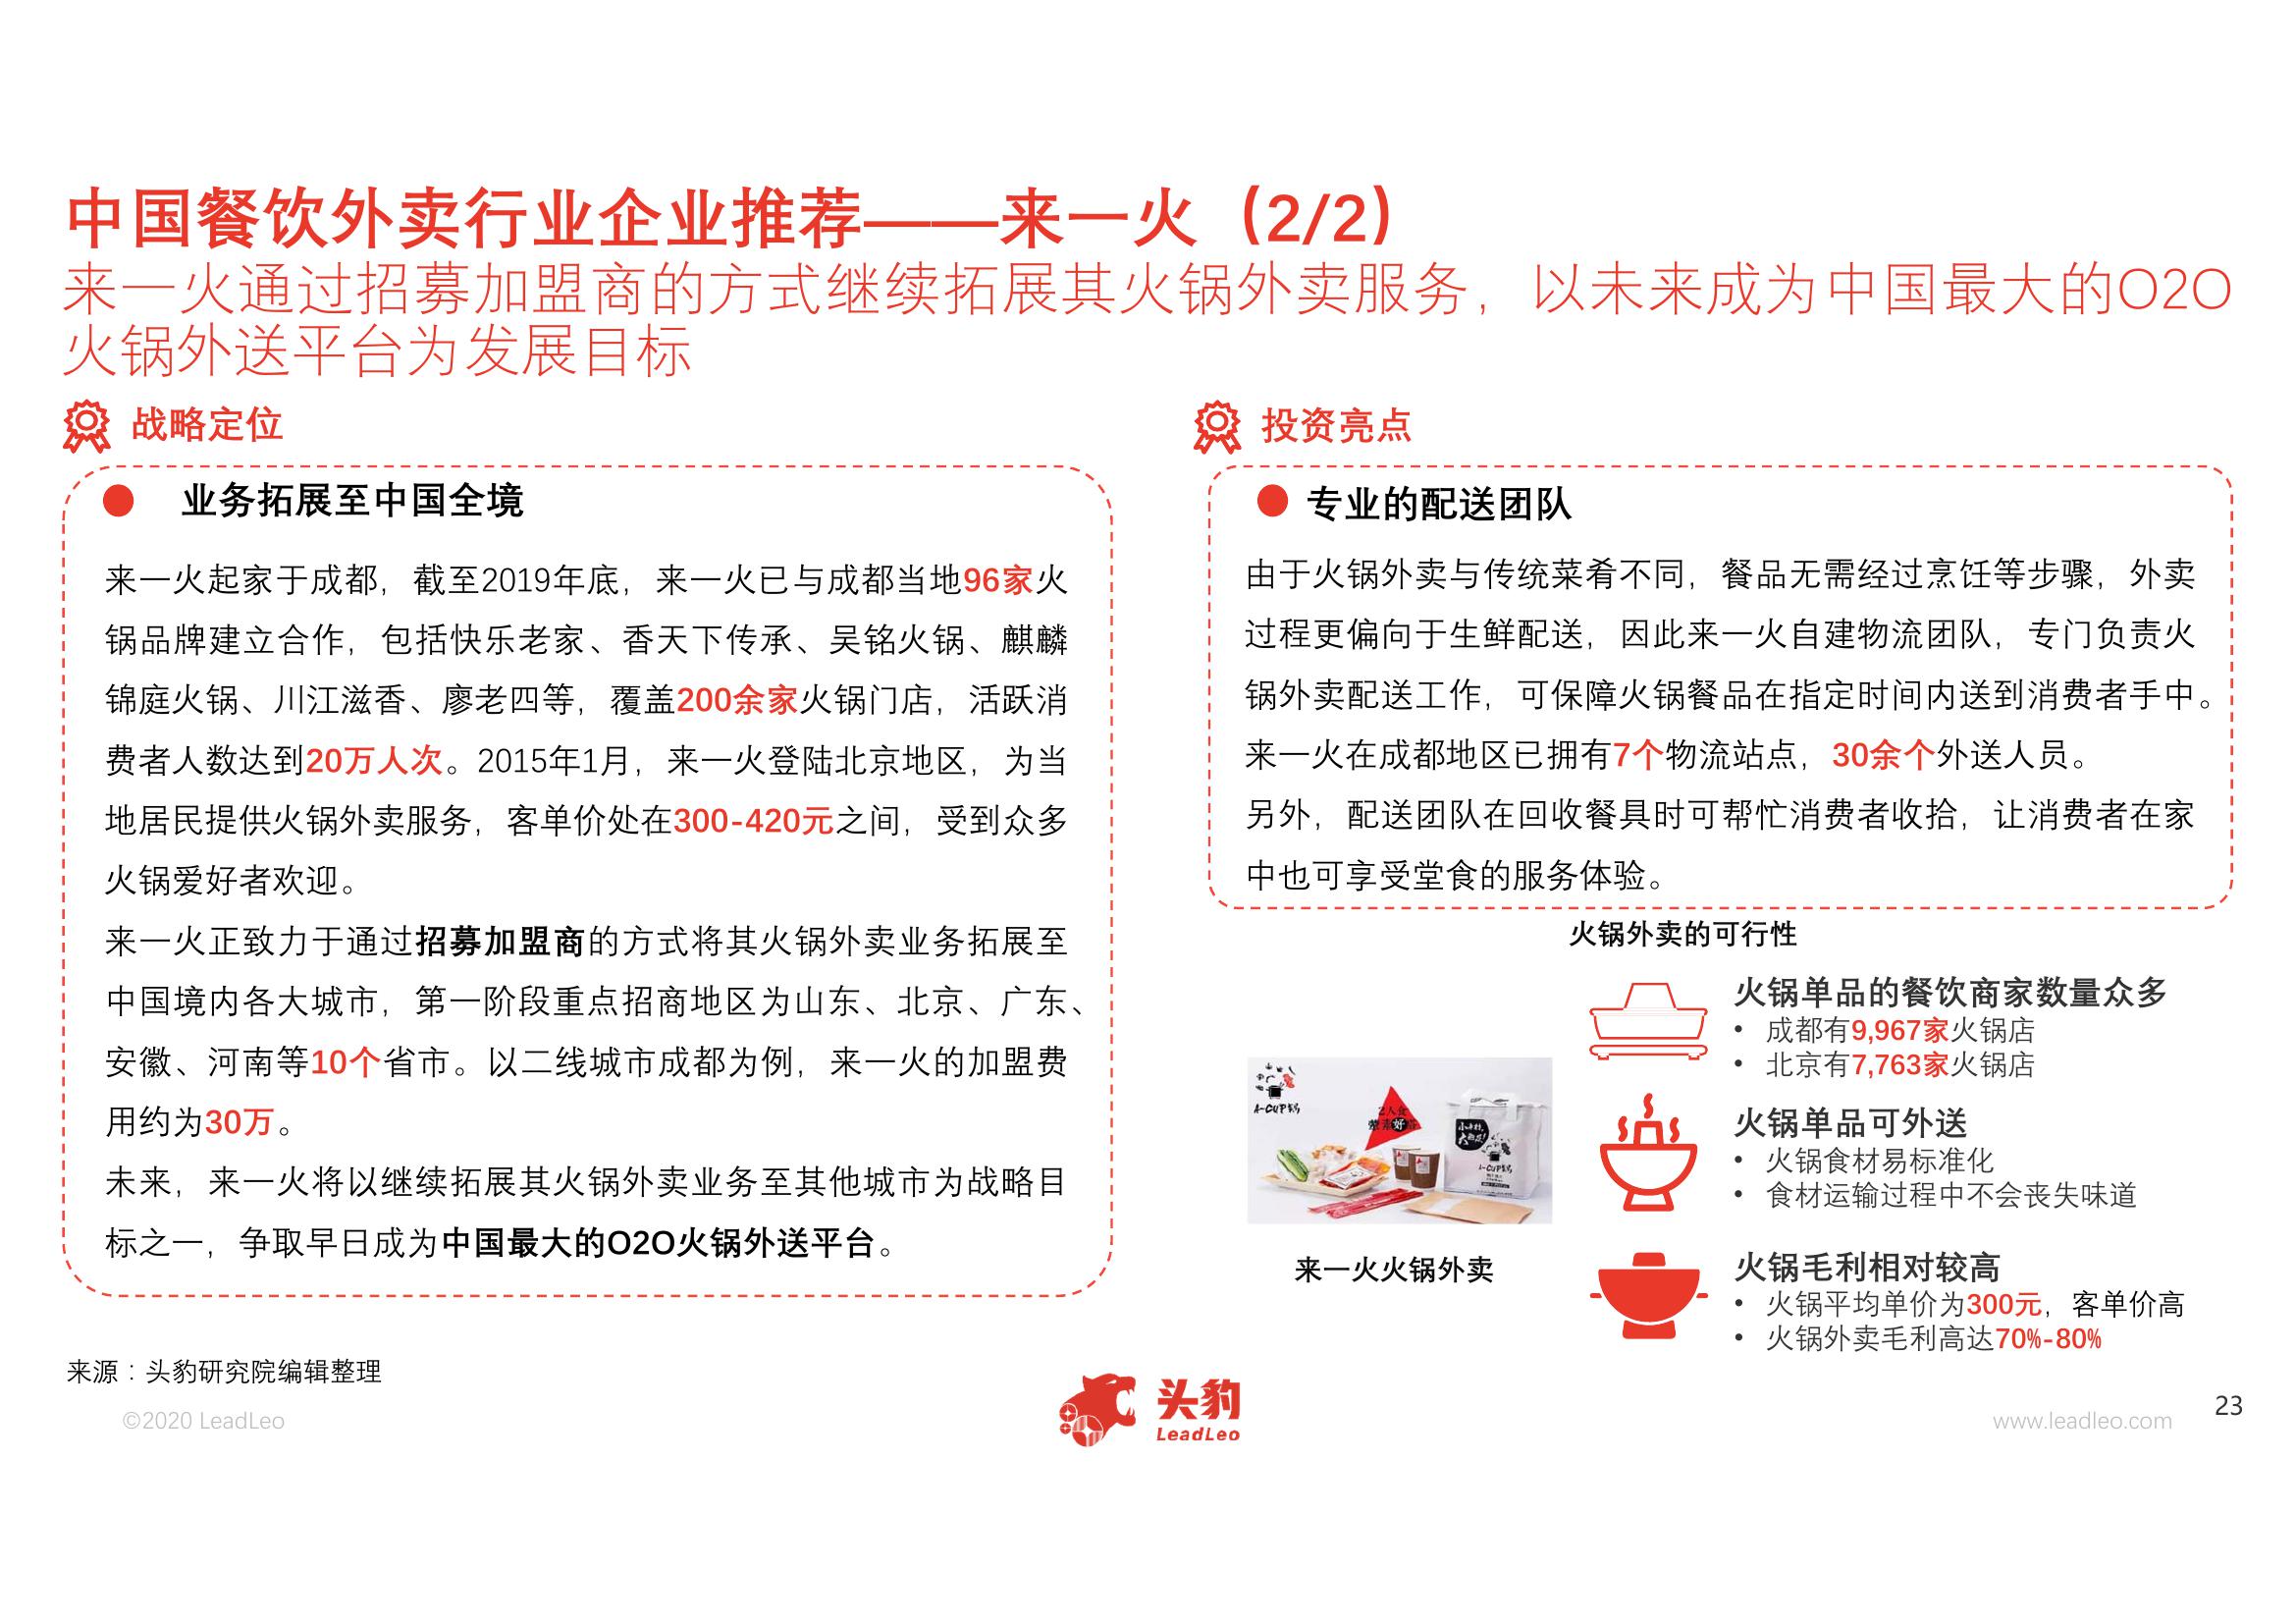 中国餐饮外卖行业企业推荐——来一火（2/2）
来一火通过招募加盟商的方式继续拓展其火锅外卖服务，以未来成为中国最大的O2O
火锅外送平台为发展目标
战略定位
业务拓展至中国全境
来一火起家于成都，截至2019年底，来一火已与成都当地96家火
锅品牌建立合作，包括快乐老家、香天下传承、吴铭火锅、麒麟
锦庭火锅、川江滋香、廖老四等，覆盖200余家火锅门店，活跃消
费者人数达到20万人次。2015年1月，来一火登陆北京地区，为当
地居民提供火锅外卖服务，客单价处在300-420元之间，受到众多
火锅爱好者欢迎。
来一火正致力于通过招募加盟商的方式将其火锅外卖业务拓展至
中国境内各大城市，第一阶段重点招商地区为山东、北京、广东、
安徽、河南等10个省市。以二线城市成都为例，来一火的加盟费
用约为30万。
未来，来一火将以继续拓展其火锅外卖业务至其他城市为战略目
标之一，争取早日成为中国最大的O2O火锅外送平台。
投资亮点
专业的配送团队
由于火锅外卖与传统菜肴不同，餐品无需经过烹饪等步骤，外卖
过程更偏向于生鲜配送，因此来一火自建物流团队，专门负责火
锅外卖配送工作，可保障火锅餐品在指定时间内送到消费者手中。
来一火在成都地区已拥有7个物流站点，30余个外送人员。
另外，配送团队在回收餐具时可帮忙消费者收拾，让消费者在家
中也可享受堂食的服务体验。
火锅外卖的可行性
A-CUP锅
2人食
A-CUP锅
来一火火锅外卖
火锅单品的餐饮商家数量众多
• 成都有9,967家火锅店
• 北京有7,763家火锅店
火锅单品可外送
• 火锅食材易标准化
• 食材运输过程中不会丧失味道
火锅毛利相对较高
• 火锅平均单价为300元，客单价高
• 火锅外卖毛利高达70%-80%
来源：头豹研究院编辑整理
©2020 LeadLeo
头豹
LeadLeo
www.leadleo.com
23